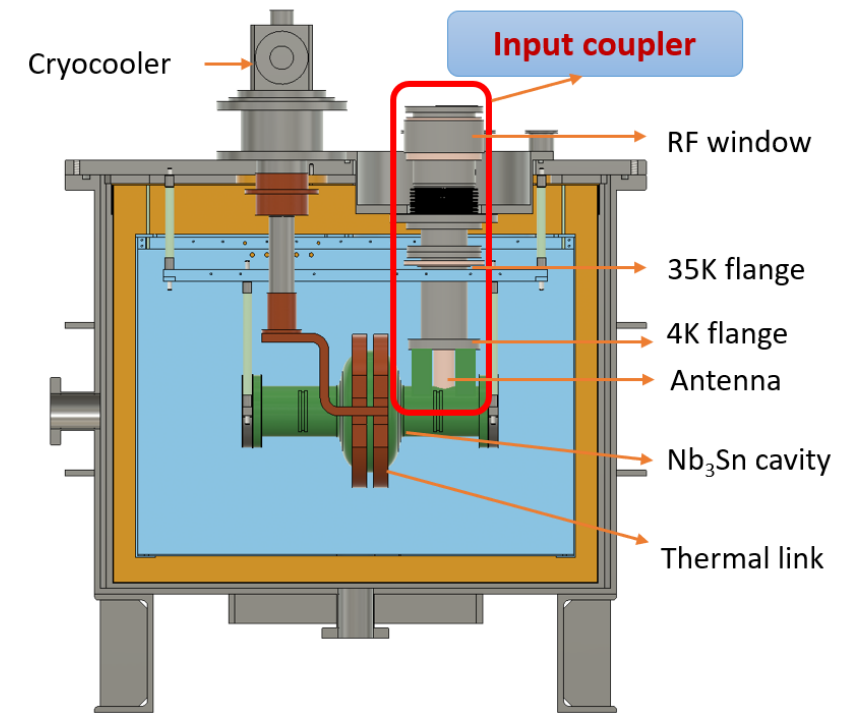 Input coupler
Cryocooler
RF window
35K flange
4K flange
Antenna
Nb₃Sn cavity
Thermal link